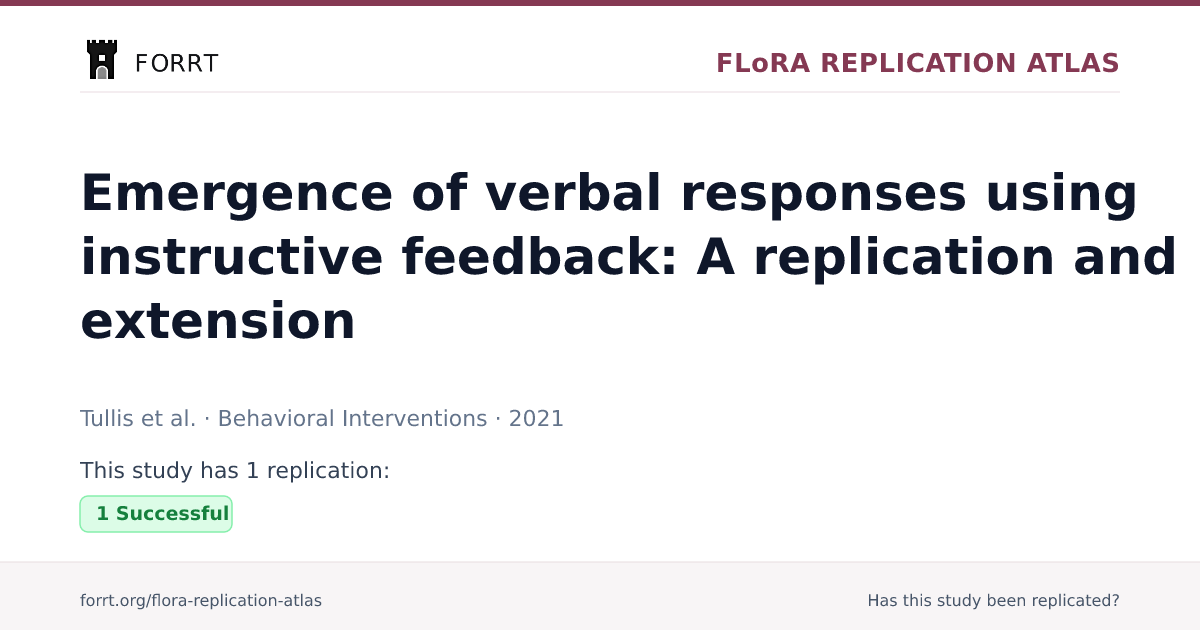 FORRT
FLoRA REPLICATION ATLAS
Emergence of verbal responses using
instructive feedback: A replication and
extension
Tullis et al. · Behavioral Interventions · 2021
This study has 1 replication:
1 Successful
forrt.org/flora-replication-atlas
Has this study been replicated?